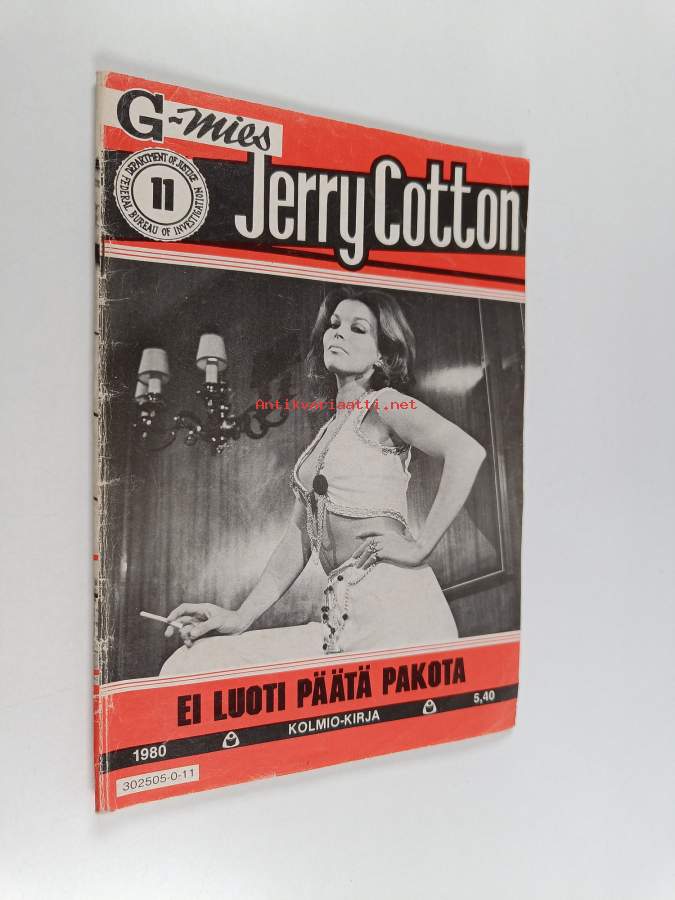 G-mies
DEPARTMENT OF JUSTICE
11
FEDERAL BUREAU OF INVESTIGATION
Jerry Cotton
Antikvariaatti.net
EI LUOTI PÄÄTÄ PAKOTA
1980 KOLMIO-KIRJA 5,40
302505-0-11